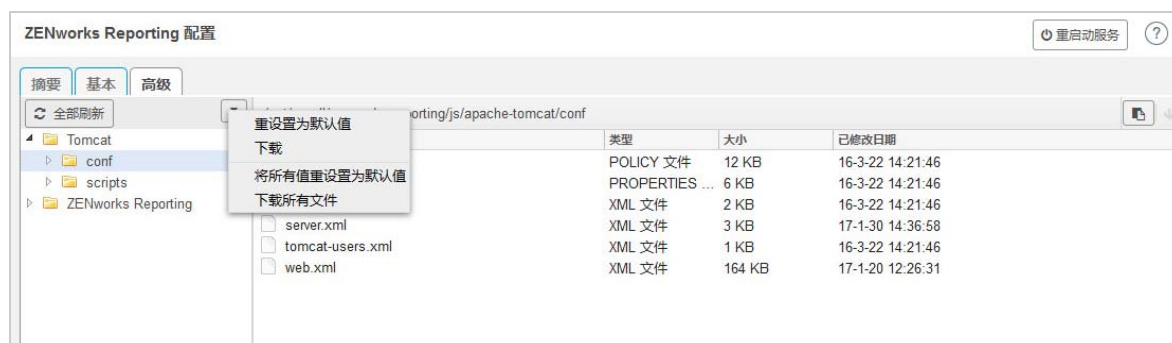 ZENworks Reporting 配置
重启动服务
?
摘要 基本 高级
全部刷新
orting/js/apache-tomcat/conf
重设置为默认值
下载
将所有值重设置为默认值
下载所有文件
Tomcat
conf
scripts
ZENworks Reporting
类型 大小 已修改日期
POLICY 文件 12 KB 16-3-22 14:21:46
PROPERTIES ... 6 KB 16-3-22 14:21:46
XML 文件 2 KB 16-3-22 14:21:46
server.xml XML 文件 3 KB 17-1-30 14:36:58
tomcat-users.xml XML 文件 1 KB 16-3-22 14:21:46
web.xml XML 文件 164 KB 17-1-20 12:26:31